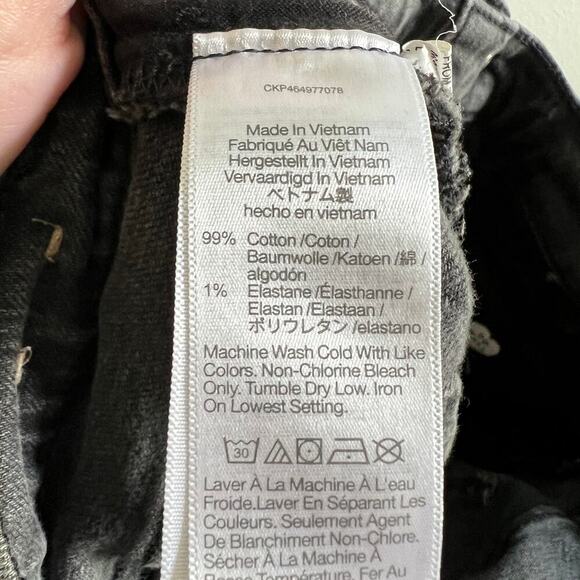 CKP464977078
Made In Vietnam
Fabriqué Au Viêt Nam
Hergestellt In Vietnam
Vervaardigd In Vietnam
ベトナム製
hecho en vietnam
99% Cotton /Coton /
Baumwolle /Katoen /綿 /
algodón
1% Elastane /Élasthanne /
Elastan /Elastaan /
ポリウレタン /elastano
Machine Wash Cold With Like
Colors. Non-Chlorine Bleach
Only. Tumble Dry Low. Iron
On Lowest Setting.
30
Laver À La Machine À L'eau
Froide.Laver En Séparant Les
Couleurs. Seulement Agent
De Blanchiment Non-Chlore.
Sécher À La Machine À
Basse Température. Fer Au